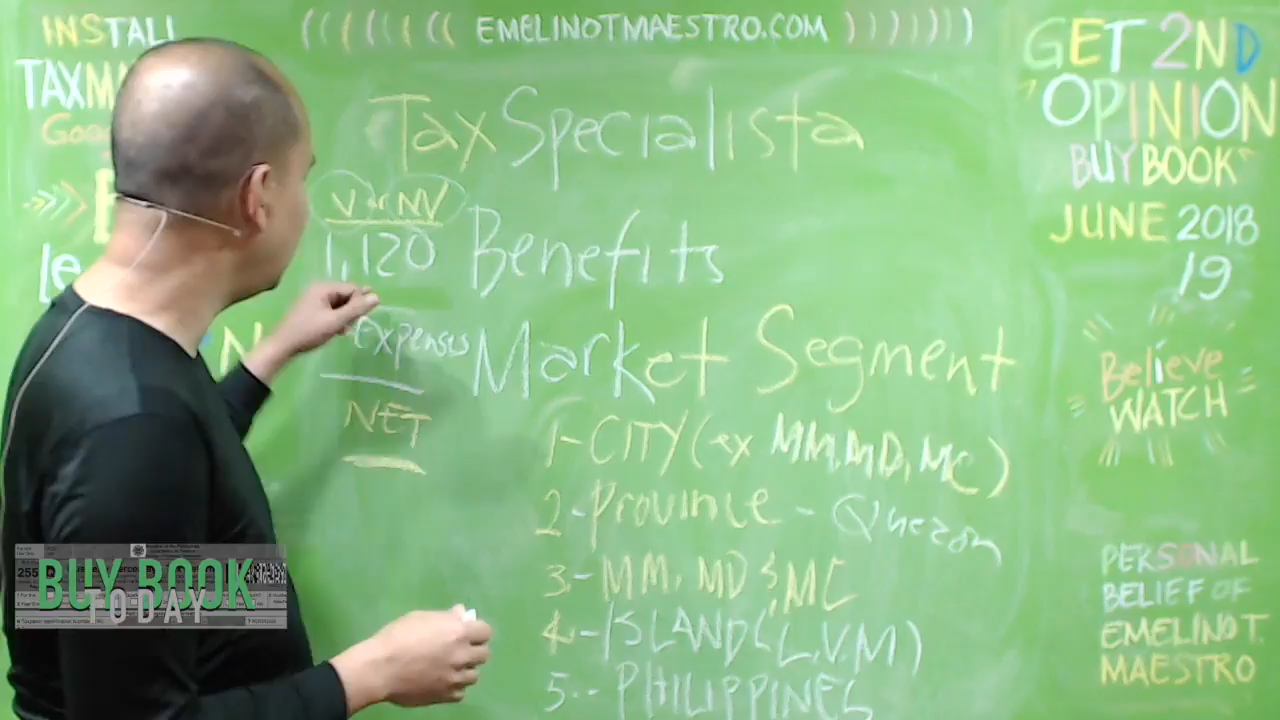 INSTALL
((((((( EMELINOTMAESTRO.COM )))))))
TAXM
Goo
GET 2ND
OPINION
BUY BOOK
JUNE 2018
19
Tax Specialista
V or NV
1,120 Benefits
Expenses Market Segment
NET
1-CITY (ex MM, MD, MC)
2-Province - Quezon
3-MM, MD & MC
4-ISLAND (L.V.M)
5.-PHILIPPINES
Believe
WATCH
PERSONAL
BELIEF OF
EMELINO T.
MAESTRO
255
BUY BOOK
TODAY